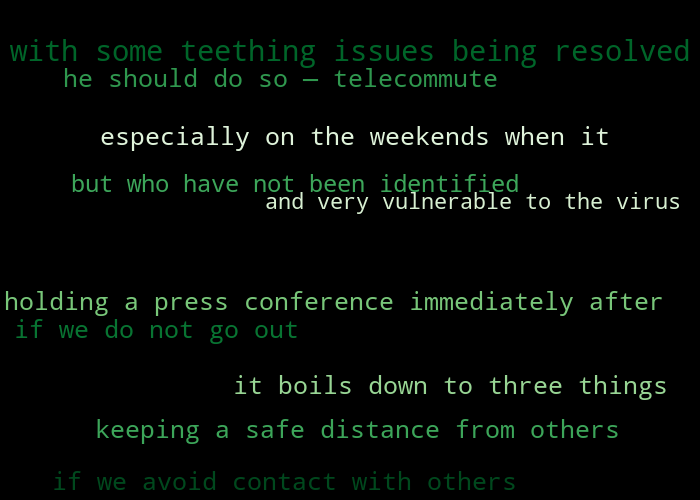 with some teething issues being resolved
he should do so — telecommute
especially on the weekends when it
but who have not been identified
and very vulnerable to the virus
holding a press conference immediately after
if we do not go out
it boils down to three things
keeping a safe distance from others
if we avoid contact with others